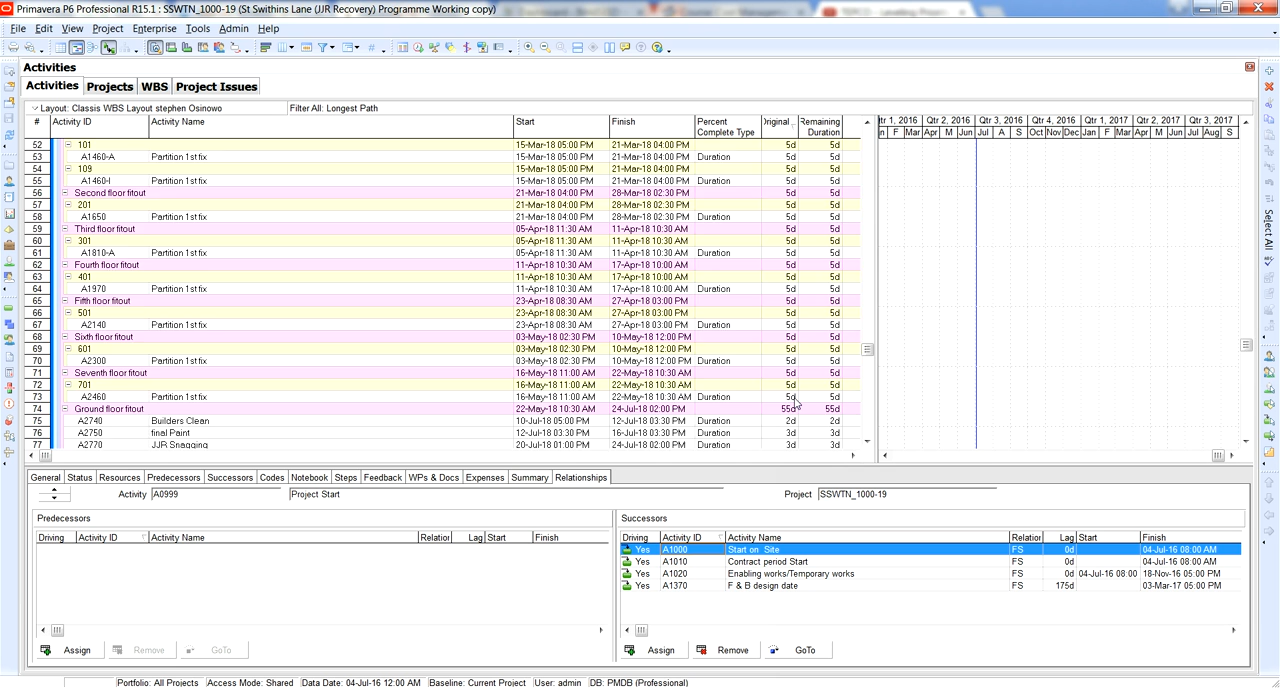 Primavera P6 Professional R15.1 : SSWTN_1000-19 (St Swithins Lane (JJR Recovery) Programme Working copy)
File Edit View Project Enterprise Tools Admin Help
Activities
Activities Projects WBS Project Issues
Layout: Classis WBS Layout stephen Osinowo Filter All: Longest Path
# Activity ID Activity Name Start Finish Percent Complete Type Original Remaining Duration
Qtr 1, 2016 Qtr 2, 2016 Qtr 3, 2016 Qtr 4, 2016 Qtr 1, 2017 Qtr 2, 2017 Qtr 3, 2017
n F Mar Apr M Jun Jul A S Oct Nov Dec Jan F Mar Apr M Jun Jul Aug S
52 101 15-Mar-18 05:00 PM 21-Mar-18 04:00 PM 5d 5d
53 A1460-A Partition 1st fix 15-Mar-18 05:00 PM 21-Mar-18 04:00 PM Duration 5d 5d
54 109 15-Mar-18 05:00 PM 21-Mar-18 04:00 PM 5d 5d
55 A1460-I Partition 1st fix 15-Mar-18 05:00 PM 21-Mar-18 04:00 PM Duration 5d 5d
56 Second floor fitout 21-Mar-18 04:00 PM 28-Mar-18 02:30 PM 5d 5d
57 201 21-Mar-18 04:00 PM 28-Mar-18 02:30 PM 5d 5d
58 A1650 Partition 1st fix 21-Mar-18 04:00 PM 28-Mar-18 02:30 PM Duration 5d 5d
59 Third floor fitout 05-Apr-18 11:30 AM 11-Apr-18 10:30 AM 5d 5d
60 301 05-Apr-18 11:30 AM 11-Apr-18 10:30 AM 5d 5d
61 A1810-A Partition 1st fix 05-Apr-18 11:30 AM 11-Apr-18 10:30 AM Duration 5d 5d
62 Fourth floor fitout 11-Apr-18 10:30 AM 17-Apr-18 10:00 AM 5d 5d
63 401 11-Apr-18 10:30 AM 17-Apr-18 10:00 AM 5d 5d
64 A1970 Partition 1st fix 11-Apr-18 10:30 AM 17-Apr-18 10:00 AM Duration 5d 5d
65 Fifth floor fitout 23-Apr-18 08:30 AM 27-Apr-18 03:00 PM 5d 5d
66 501 23-Apr-18 08:30 AM 27-Apr-18 03:00 PM 5d 5d
67 A2140 Partition 1st fix 23-Apr-18 08:30 AM 27-Apr-18 03:00 PM Duration 5d 5d
68 Sixth floor fitout 03-May-18 02:30 PM 10-May-18 12:00 PM 5d 5d
69 601 03-May-18 02:30 PM 10-May-18 12:00 PM 5d 5d
70 A2300 Partition 1st fix 03-May-18 02:30 PM 10-May-18 12:00 PM Duration 5d 5d
71 Seventh floor fitout 16-May-18 11:00 AM 22-May-18 10:30 AM 5d 5d
72 701 16-May-18 11:00 AM 22-May-18 10:30 AM 5d 5d
73 A2460 Partition 1st fix 16-May-18 11:00 AM 22-May-18 10:30 AM Duration 5d 5d
74 Ground floor fitout 22-May-18 10:30 AM 24-Jul-18 02:00 PM 55d 55d
75 A2740 Builders Clean 10-Jul-18 05:00 PM 12-Jul-18 03:30 PM Duration 2d 2d
76 A2750 final Paint 12-Jul-18 03:30 PM 16-Jul-18 03:30 PM Duration 3d 3d
77 A2770 JJR Snagging 20-Jul-18 01:00 PM 24-Jul-18 02:00 PM Duration 3d 3d
Select All
General Status Resources Predecessors Successors Codes Notebook Steps Feedback WPs & Docs Expenses Summary Relationships
Activity A0999 Project Start Project SSWTN_1000-19
Predecessors Successors
Driving Activity ID Activity Name Relation Lag Start Finish
Driving Activity ID Activity Name Relation Lag Start Finish
Yes A1000 Start on Site FS 0d 04-Jul-16 08:00 AM
Yes A1010 Contract period Start FS 0d 04-Jul-16 08:00 AM
Yes A1020 Enabling works/Temporary works FS 0d 04-Jul-16 08:00 18-Nov-16 05:00 PM
Yes A1370 F & B design date FS 175d 03-Mar-17 05:00 PM
Assign Remove GoTo Assign Remove GoTo
Portfolio: All Projects Access Mode: Shared Data Date: 04-Jul-16 12:00 AM Baseline: Current Project User: admin DB: PMDB (Professional)